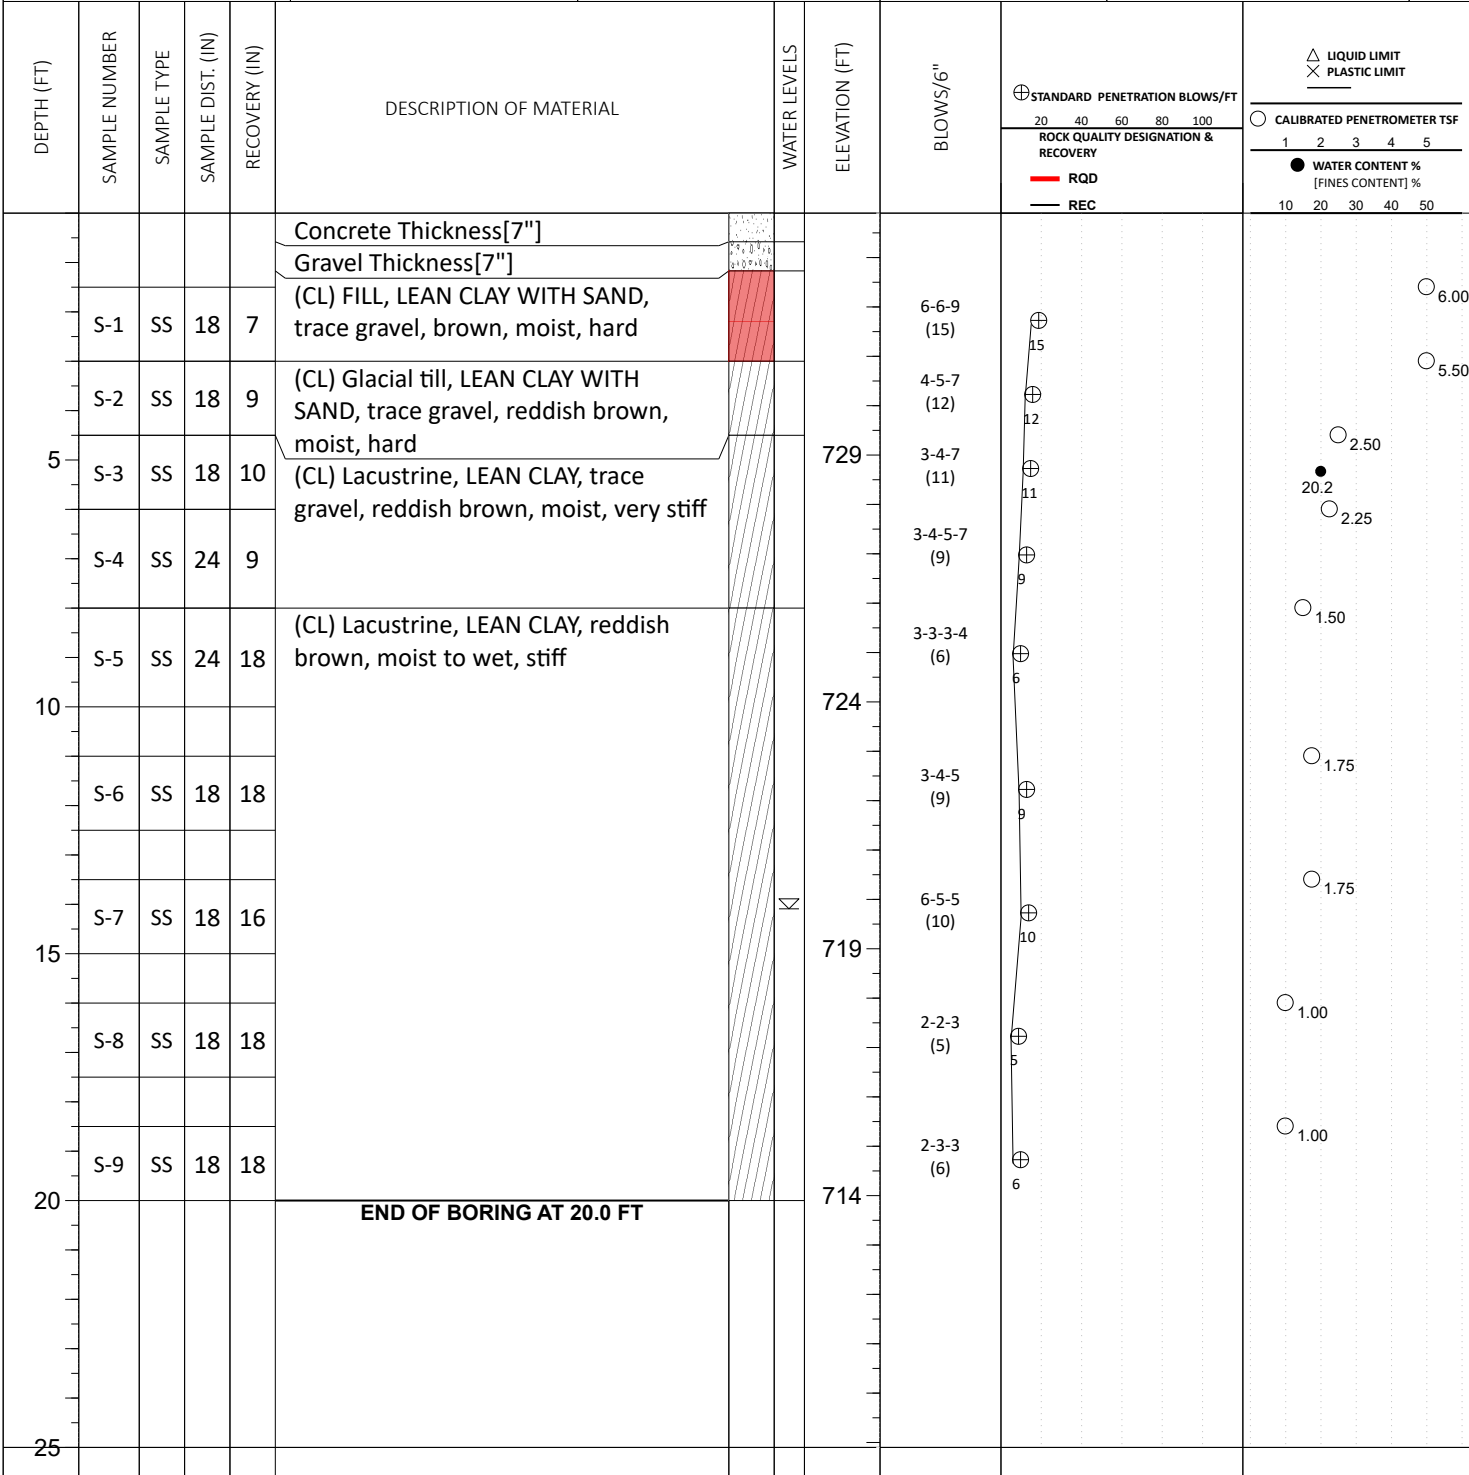 DEPTH (FT)
SAMPLE NUMBER
SAMPLE TYPE
SAMPLE DIST. (IN)
RECOVERY (IN)
DESCRIPTION OF MATERIAL
WATER LEVELS
ELEVATION (FT)
BLOWS/6"
STANDARD PENETRATION BLOWS/FT
20 40 60 80 100
ROCK QUALITY DESIGNATION &
RECOVERY
RQD
REC
LIQUID LIMIT
PLASTIC LIMIT
CALIBRATED PENETROMETER TSF
1 2 3 4 5
WATER CONTENT %
[FINES CONTENT] %
10 20 30 40 50
Concrete Thickness[7"]
Gravel Thickness[7"]
(CL) FILL, LEAN CLAY WITH SAND,
trace gravel, brown, moist, hard
S-1 SS 18 7
6-6-9
(15)
15
6.00
(CL) Glacial till, LEAN CLAY WITH
SAND, trace gravel, reddish brown,
moist, hard
S-2 SS 18 9
4-5-7
(12)
12
5.50
5
S-3 SS 18 10
(CL) Lacustrine, LEAN CLAY, trace
gravel, reddish brown, moist, very stiff
729
3-4-7
(11)
11
2.50
20.2
S-4 SS 24 9
3-4-5-7
(9)
9
2.25
(CL) Lacustrine, LEAN CLAY, reddish
brown, moist to wet, stiff
S-5 SS 24 18
3-3-3-4
(6)
6
1.50
10
724
S-6 SS 18 18
3-4-5
(9)
9
1.75
S-7 SS 18 16
6-5-5
(10)
10
1.75
15
719
S-8 SS 18 18
2-2-3
(5)
5
1.00
S-9 SS 18 18
2-3-3
(6)
6
1.00
20
714
END OF BORING AT 20.0 FT
25